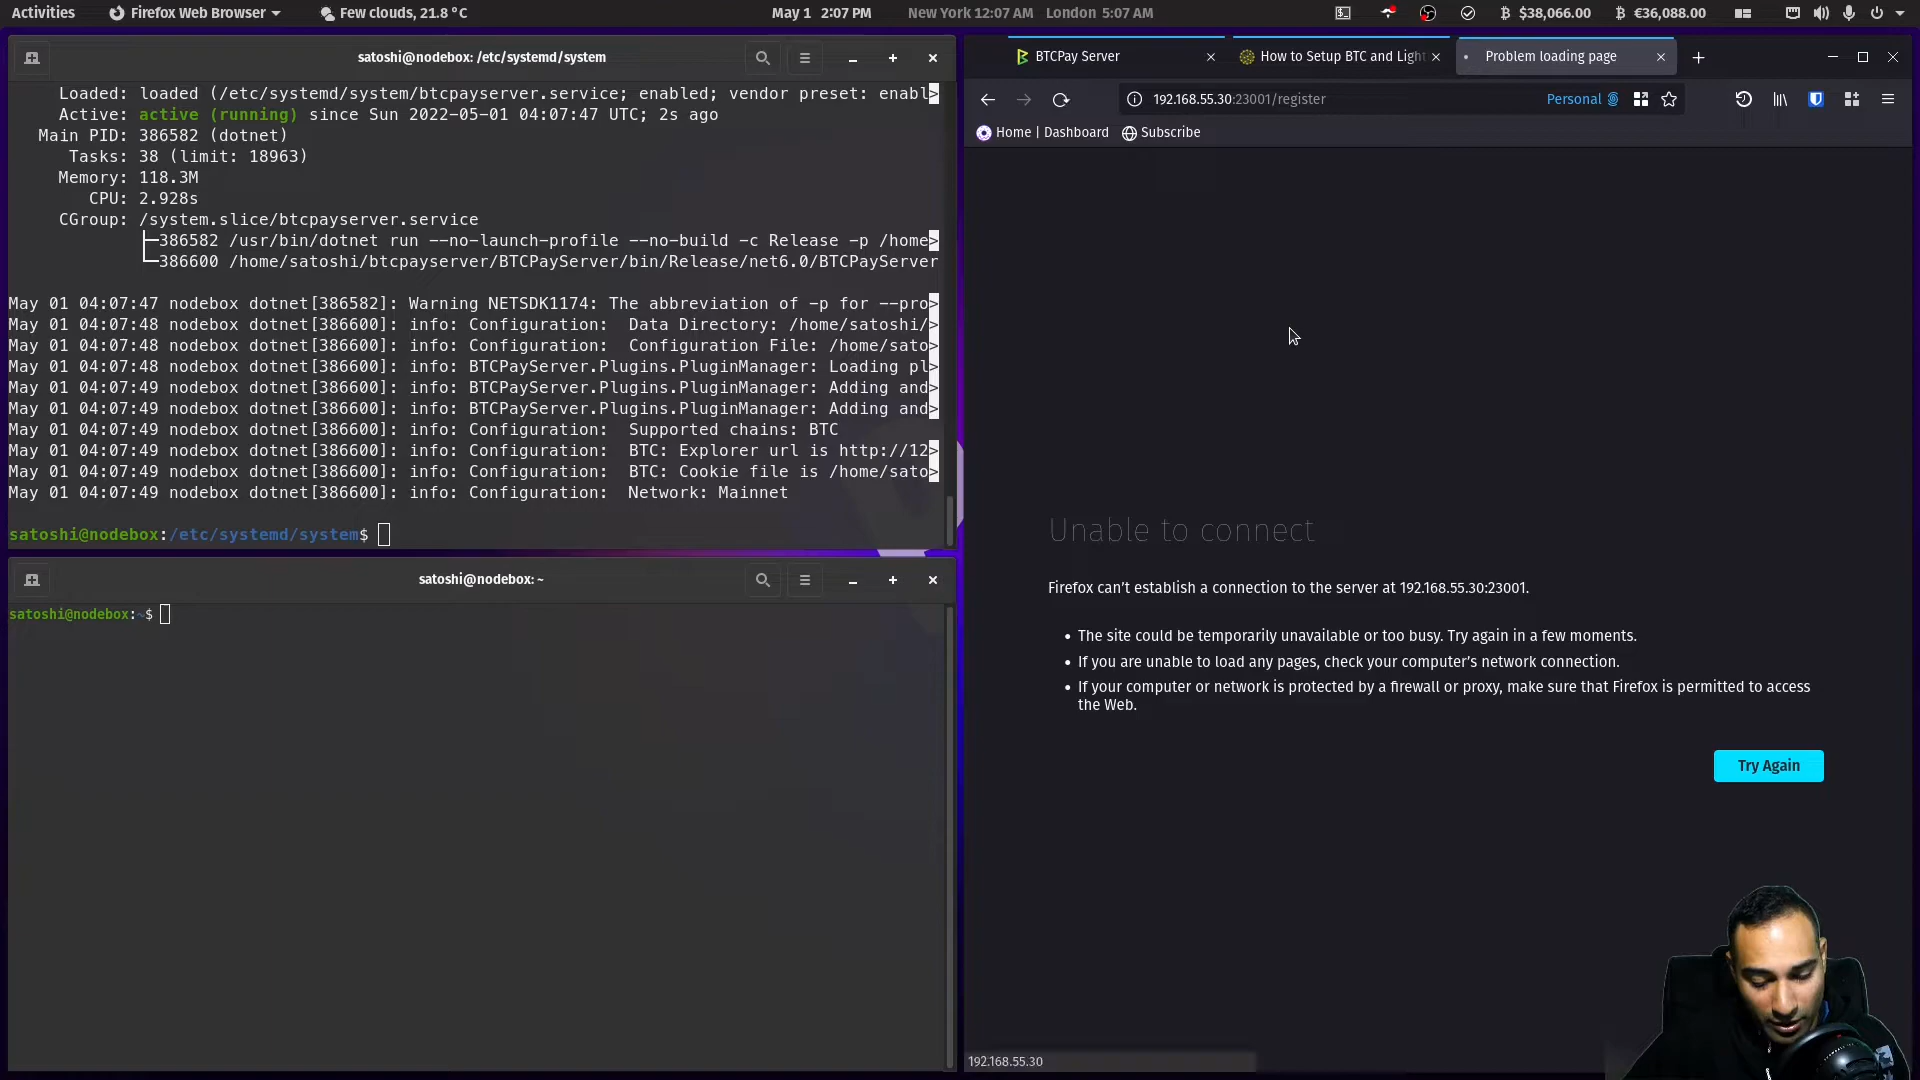 Activities
Firefox Web Browser
Few clouds, 21.8 °C
May 1 2:07 PM
New York 12:07 AM London 5:07 AM
$38,066.00
€36,088.00
satoshi@nodebox: /etc/systemd/system
Loaded: loaded (/etc/systemd/system/btcpayserver.service; enabled; vendor preset: enabl>
Active: active (running) since Sun 2022-05-01 04:07:47 UTC; 2s ago
Main PID: 386582 (dotnet)
Tasks: 38 (limit: 18963)
Memory: 118.3M
CPU: 2.928s
CGroup: /system.slice/btcpayserver.service
├─386582 /usr/bin/dotnet run --no-launch-profile --no-build -c Release -p /home>
└─386600 /home/satoshi/btcpayserver/BTCPayServer/bin/Release/net6.0/BTCPayServer
May 01 04:07:47 nodebox dotnet[386582]: Warning NETSDK1174: The abbreviation of -p for --pro>
May 01 04:07:48 nodebox dotnet[386600]: info: Configuration:  Data Directory: /home/satoshi/>
May 01 04:07:48 nodebox dotnet[386600]: info: Configuration:  Configuration File: /home/sato>
May 01 04:07:48 nodebox dotnet[386600]: info: BTCPayServer.Plugins.PluginManager: Loading pl>
May 01 04:07:49 nodebox dotnet[386600]: info: BTCPayServer.Plugins.PluginManager: Adding and>
May 01 04:07:49 nodebox dotnet[386600]: info: BTCPayServer.Plugins.PluginManager: Adding and>
May 01 04:07:49 nodebox dotnet[386600]: info: Configuration:  Supported chains: BTC
May 01 04:07:49 nodebox dotnet[386600]: info: Configuration:  BTC: Explorer url is http://12>
May 01 04:07:49 nodebox dotnet[386600]: info: Configuration:  BTC: Cookie file is /home/sato>
May 01 04:07:49 nodebox dotnet[386600]: info: Configuration:  Network: Mainnet
satoshi@nodebox:/etc/systemd/system$
satoshi@nodebox: ~
satoshi@nodebox:~$
BTCPay Server
How to Setup BTC and Light
Problem loading page
192.168.55.30:23001/register
Personal
Home | Dashboard
Subscribe
Unable to connect
Firefox can’t establish a connection to the server at 192.168.55.30:23001.
• The site could be temporarily unavailable or too busy. Try again in a few moments.
• If you are unable to load any pages, check your computer’s network connection.
• If your computer or network is protected by a firewall or proxy, make sure that Firefox is permitted to access
the Web.
Try Again
192.168.55.30